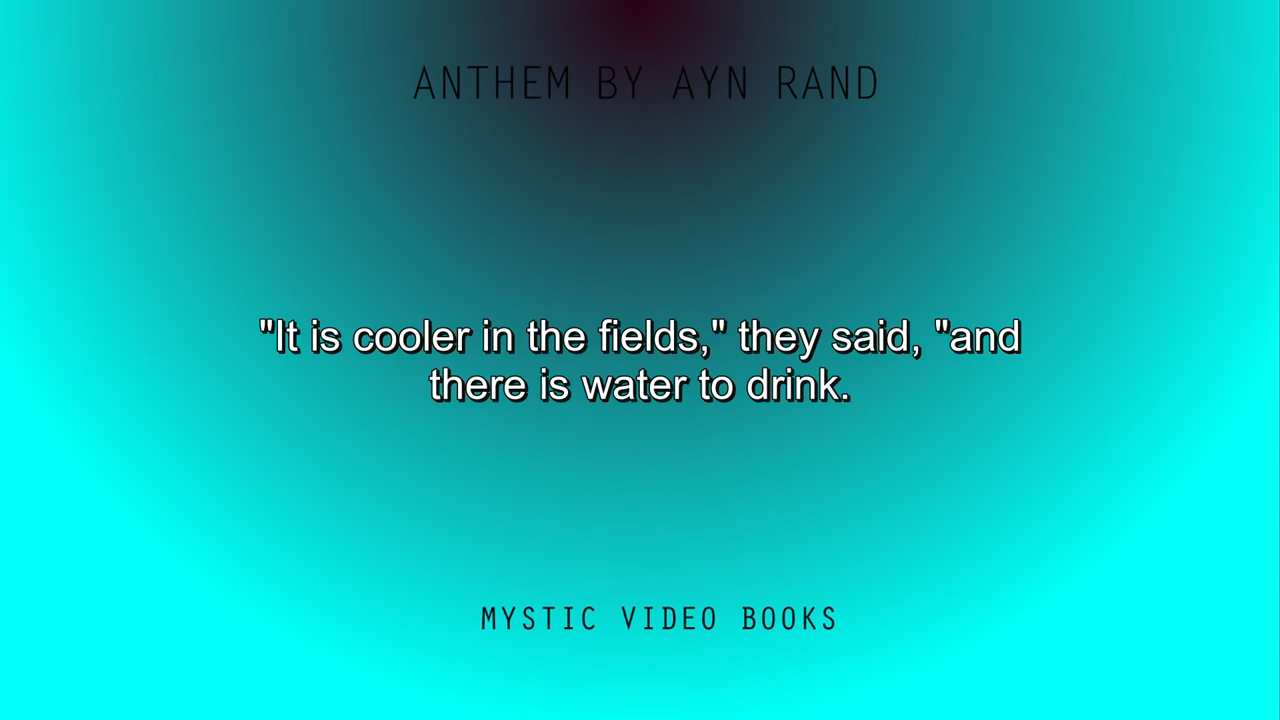 ANTHEM BY AYN RAND
"It is cooler in the fields," they said, "and
there is water to drink.
MYSTIC VIDEO BOOKS